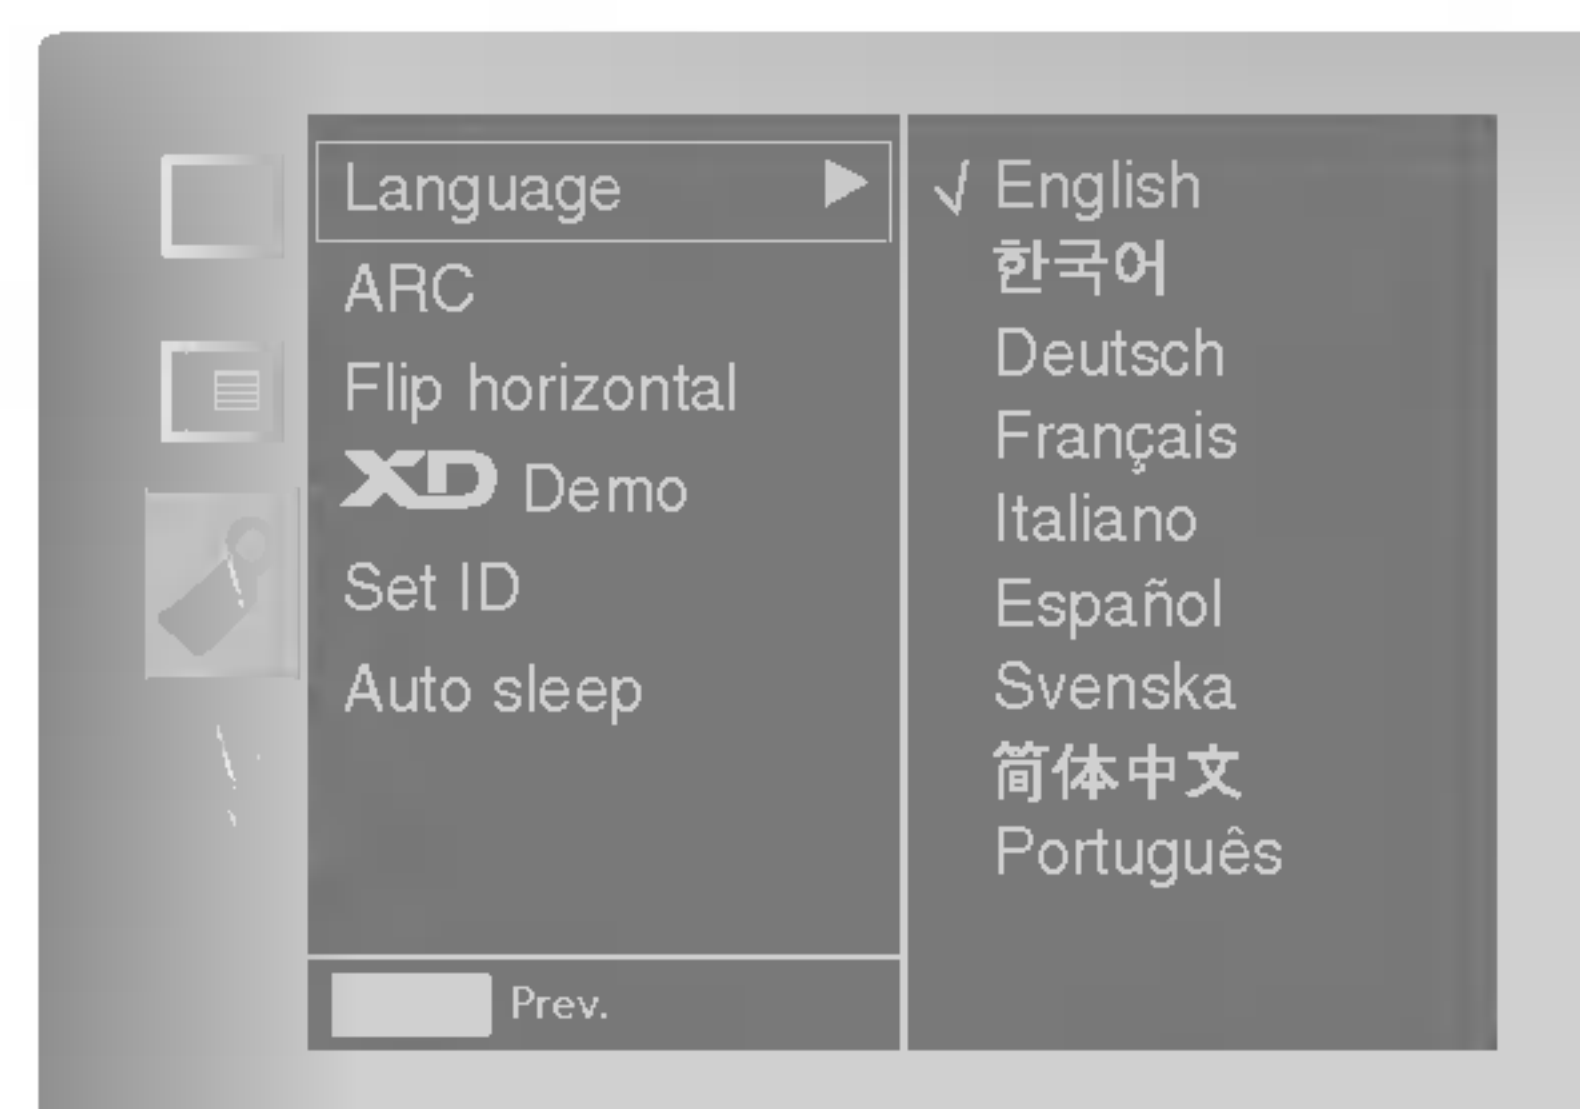 Language ▶
ARC
Flip horizontal
XD Demo
Set ID
Auto sleep
Prev.
√ English
한국어
Deutsch
Français
Italiano
Español
Svenska
简体中文
Português